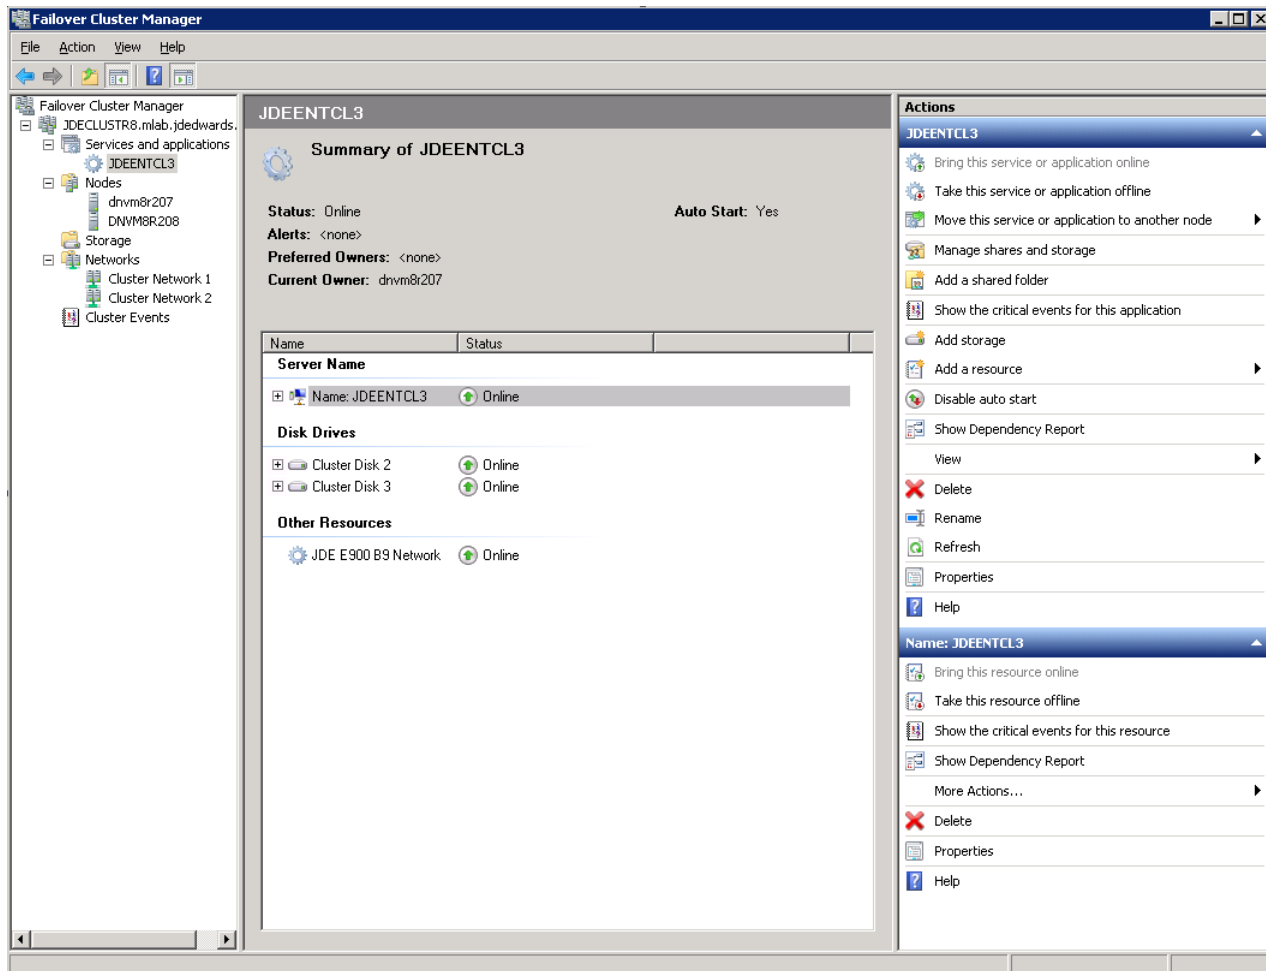 Failover Cluster Manager
File Action View Help
Failover Cluster Manager
JDECLUSTR8.mlab.jdedwards.
Services and applications
JDEENTCL3
Nodes
dnvm8r207
DNVM8R208
Storage
Networks
Cluster Network 1
Cluster Network 2
Cluster Events
JDEENTCL3
Summary of JDEENTCL3
Status: Online Auto Start: Yes
Alerts: <none>
Preferred Owners: <none>
Current Owner: dnvm8r207
Name Status
Server Name
Name: JDEENTCL3 Online
Disk Drives
Cluster Disk 2 Online
Cluster Disk 3 Online
Other Resources
JDE E900 B9 Network Online
Actions
JDEENTCL3
Bring this service or application online
Take this service or application offline
Move this service or application to another node
Manage shares and storage
Add a shared folder
Show the critical events for this application
Add storage
Add a resource
Disable auto start
Show Dependency Report
View
Delete
Rename
Refresh
Properties
Help
Name: JDEENTCL3
Bring this resource online
Take this resource offline
Show the critical events for this resource
Show Dependency Report
More Actions...
Delete
Properties
Help